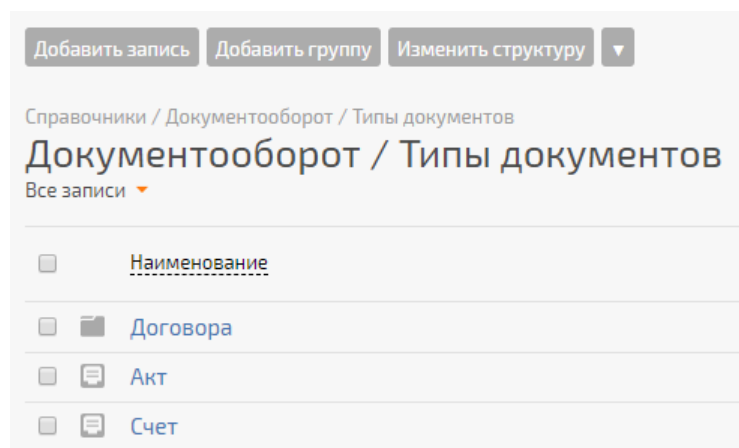 Добавить запись Добавить группу Изменить структуру ▼
Справочники / Документооборот / Типы документов
Документооборот / Типы документов
Все записи
Наименование
Договора
Акт
Счет